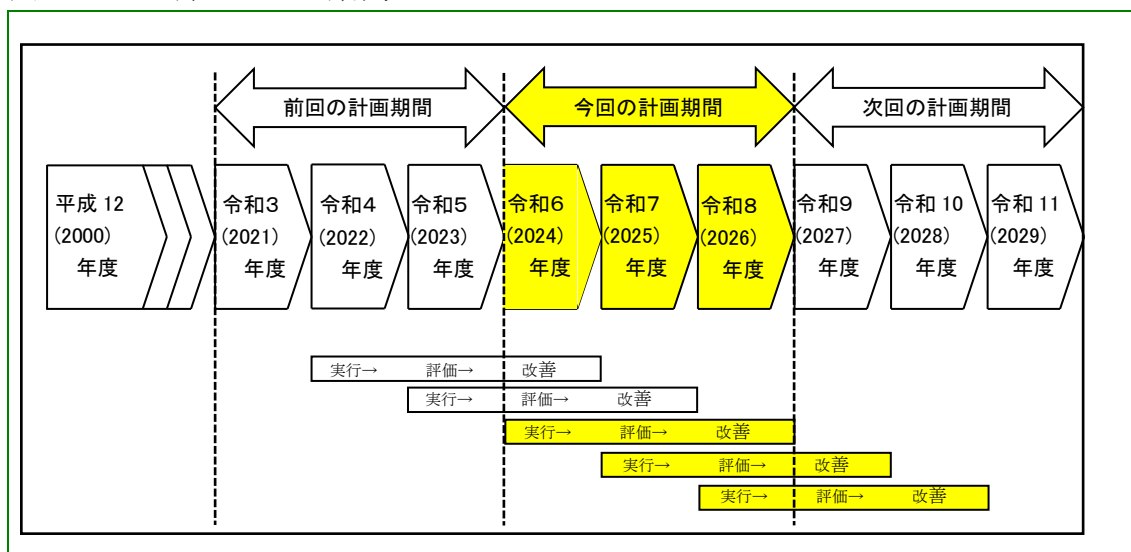 前回の計画期間
今回の計画期間
次回の計画期間
平成 12
(2000)
年度
令和3
(2021)
年度
令和4
(2022)
年度
令和5
(2023)
年度
令和6
(2024)
年度
令和7
(2025)
年度
令和8
(2026)
年度
令和9
(2027)
年度
令和 10
(2028)
年度
令和 11
(2029)
年度
実行→ 評価→ 改善
実行→ 評価→ 改善
実行→ 評価→ 改善
実行→ 評価→ 改善
実行→ 評価→ 改善